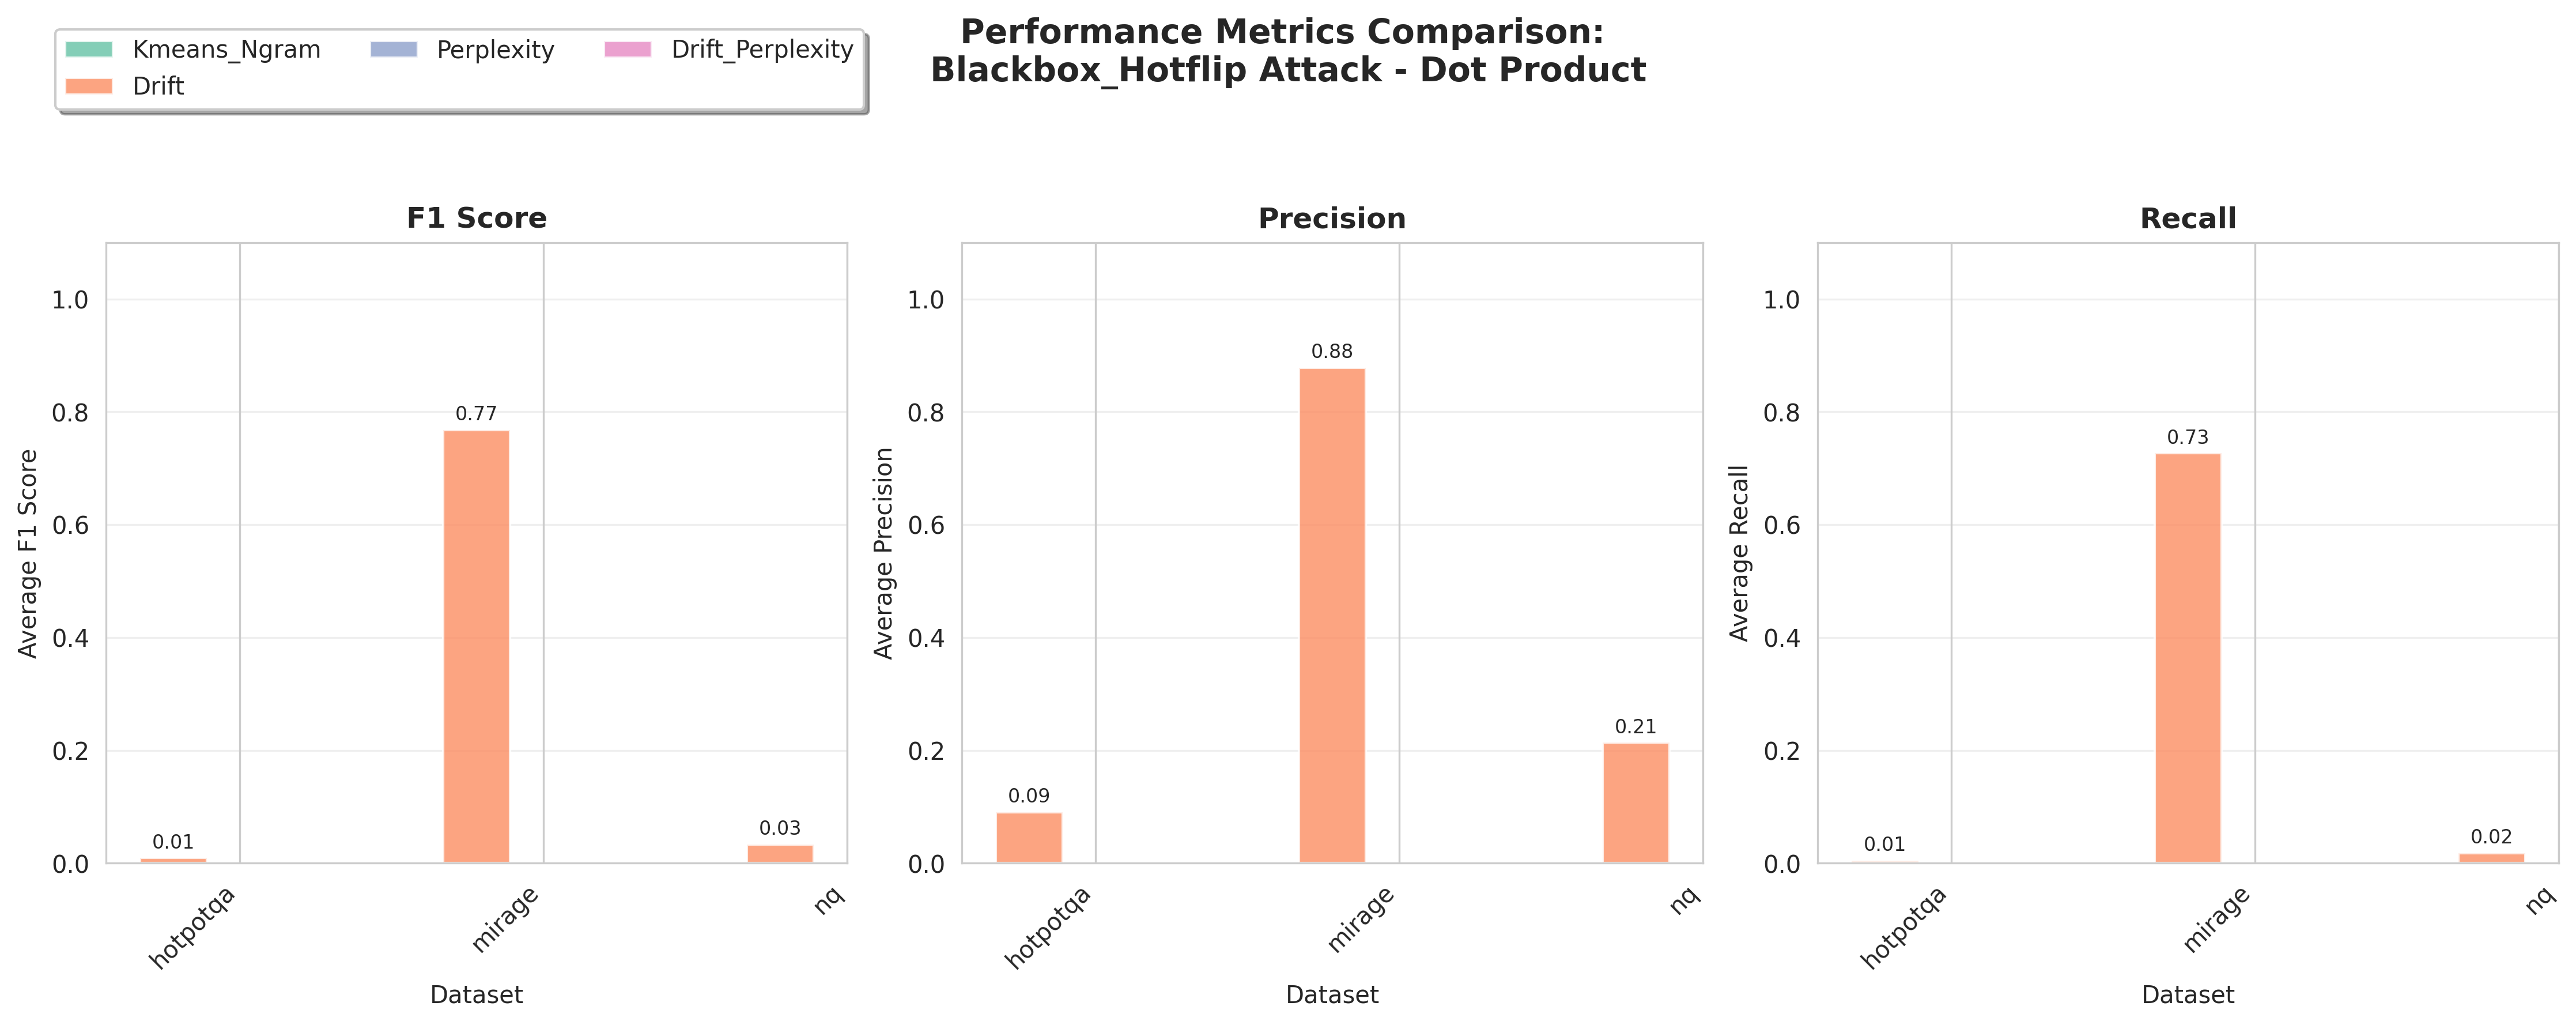 Performance Metrics Comparison:
Blackbox_Hotflip Attack - Dot Product
Kmeans_Ngram
Drift
Perplexity
Drift_Perplexity
F1 Score
Average F1 Score
1.0
0.8
0.6
0.4
0.2
0.0
0.01
0.77
0.03
hotpotqa
mirage
nq
Dataset
Precision
Average Precision
1.0
0.8
0.6
0.4
0.2
0.0
0.09
0.88
0.21
hotpotqa
mirage
nq
Dataset
Recall
Average Recall
1.0
0.8
0.6
0.4
0.2
0.0
0.01
0.73
0.02
hotpotqa
mirage
nq
Dataset